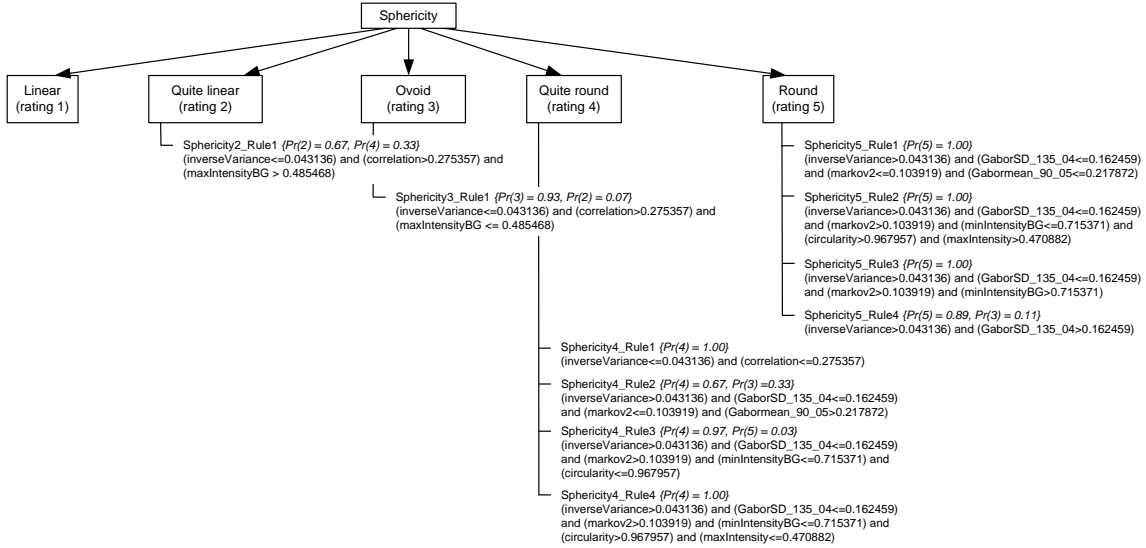 Sphericity
Linear
(rating 1)
Quite linear
(rating 2)
Ovoid
(rating 3)
Quite round
(rating 4)
Round
(rating 5)
Sphericity2_Rule1 {Pr(2) = 0.67, Pr(4) = 0.33}
(inverseVariance<=0.043136) and (correlation>0.275357) and
(maxIntensityBG > 0.485468)
Sphericity3_Rule1 {Pr(3) = 0.93, Pr(2) = 0.07}
(inverseVariance<=0.043136) and (correlation>0.275357) and
(maxIntensityBG <= 0.485468)
Sphericity4_Rule1 {Pr(4) = 1.00}
(inverseVariance<=0.043136) and (correlation<=0.275357)
Sphericity4_Rule2 {Pr(4) = 0.67, Pr(3) =0.33}
(inverseVariance>0.043136) and (GaborSD_135_04<=0.162459)
and (markov2<=0.103919) and (Gabormean_90_05>0.217872)
Sphericity4_Rule3 {Pr(4) = 0.97, Pr(5) = 0.03}
(inverseVariance>0.043136) and (GaborSD_135_04<=0.162459)
and (markov2>0.103919) and (minIntensityBG<=0.715371) and
(circularity<=0.967957)
Sphericity4_Rule4 {Pr(4) = 1.00}
(inverseVariance>0.043136) and (GaborSD_135_04<=0.162459)
and (markov2>0.103919) and (minIntensityBG<=0.715371) and
(circularity>0.967957) and (maxIntensity<=0.470882)
Sphericity5_Rule1 {Pr(5) = 1.00}
(inverseVariance>0.043136) and (GaborSD_135_04<=0.162459)
and (markov2<=0.103919) and (Gabormean_90_05<=0.217872)
Sphericity5_Rule2 {Pr(5) = 1.00}
(inverseVariance>0.043136) and (GaborSD_135_04<=0.162459)
and (markov2>0.103919) and (minIntensityBG<=0.715371) and
(circularity>0.967957) and (maxIntensity>0.470882)
Sphericity5_Rule3 {Pr(5) = 1.00}
(inverseVariance>0.043136) and (GaborSD_135_04<=0.162459)
and (markov2>0.103919) and (minIntensityBG>0.715371)
Sphericity5_Rule4 {Pr(5) = 0.89, Pr(3) = 0.11}
(inverseVariance>0.043136) and (GaborSD_135_04>0.162459)